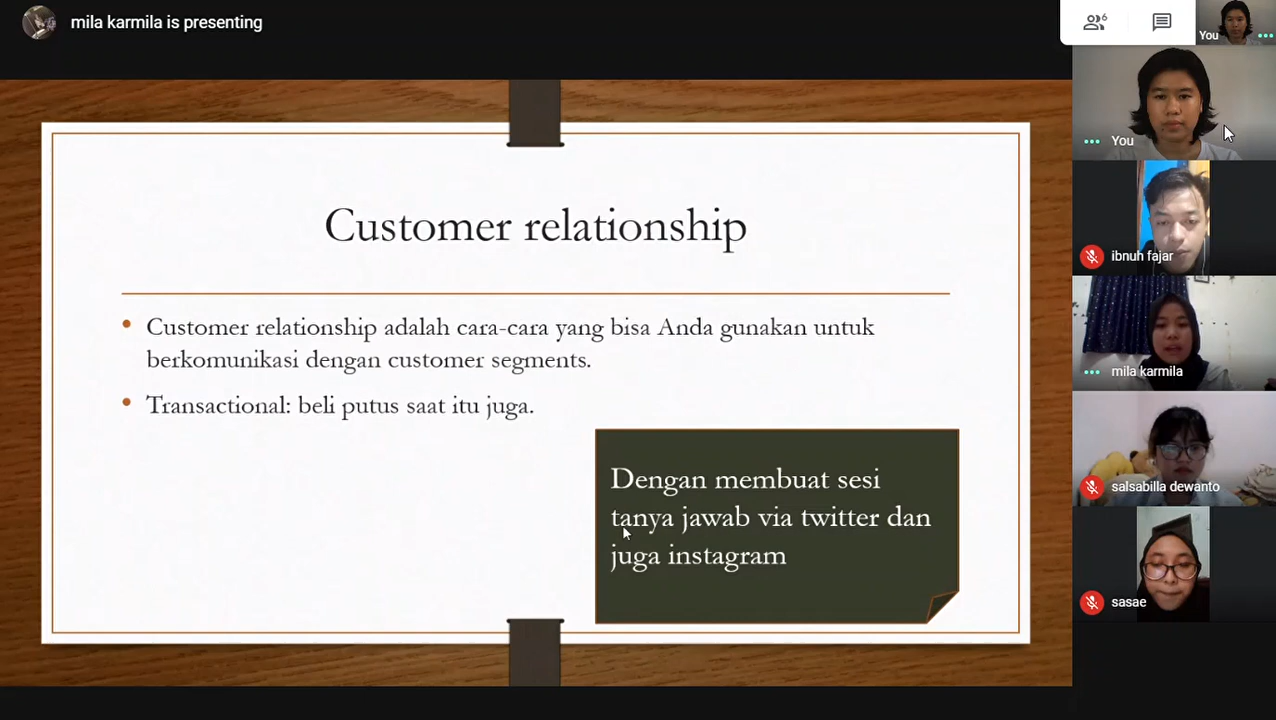 mila karmila is presenting
6
You
You
ibnuh fajar
mila karmila
salsabilla dewanto
sasae
Customer relationship
• Customer relationship adalah cara-cara yang bisa Anda gunakan untuk
berkomunikasi dengan customer segments.
• Transactional: beli putus saat itu juga.
Dengan membuat sesi
tanya jawab via twitter dan
juga instagram